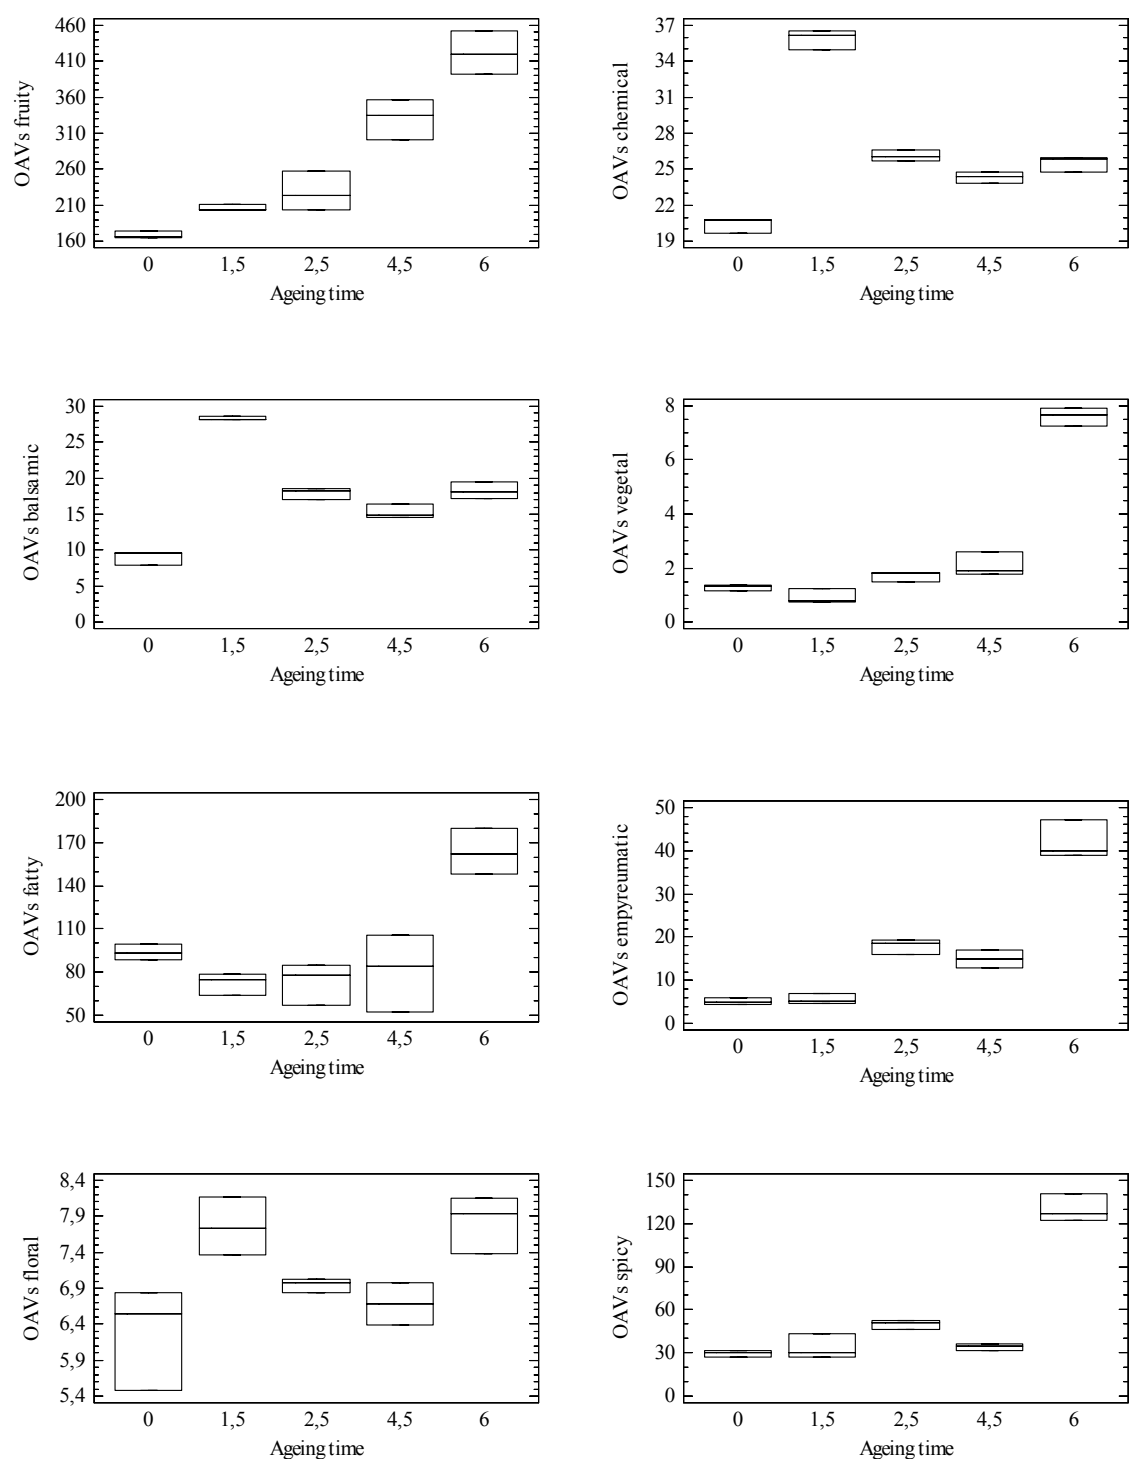 OAVs fruity
460
410
360
310
260
210
160
0 1,5 2,5 4,5 6
Ageing time
OAVs chemical
37
34
31
28
25
22
19
0 1,5 2,5 4,5 6
Ageing time
OAVs balsamic
30
25
20
15
10
5
0
0 1,5 2,5 4,5 6
Ageing time
OAVs vegetal
8
6
4
2
0
0 1,5 2,5 4,5 6
Ageing time
OAVs fatty
200
170
140
110
80
50
0 1,5 2,5 4,5 6
Ageing time
OAVs empyreumatic
50
40
30
20
10
0
0 1,5 2,5 4,5 6
Ageing time
OAVs floral
8,4
7,9
7,4
6,9
6,4
5,9
5,4
0 1,5 2,5 4,5 6
Ageing time
OAVs spicy
150
120
90
60
30
0
0 1,5 2,5 4,5 6
Ageing time